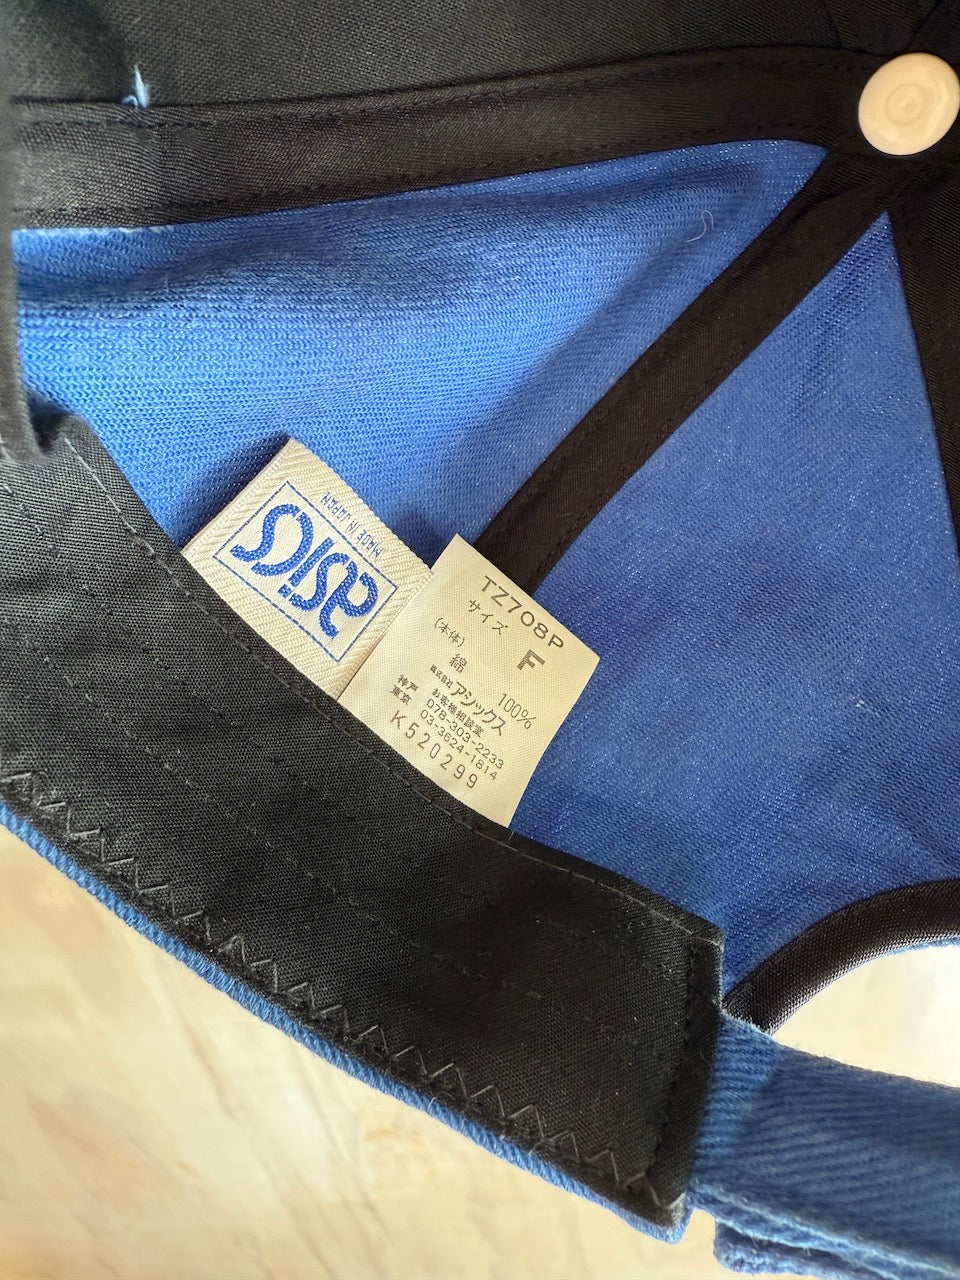 asics
MADE IN JAPAN
TZ708P
サイズ F
(本体)
綿 100%
株式会社 アシックス
お客様相談室
神戸 078-303-2233
東京 03-3624-1814
K520299